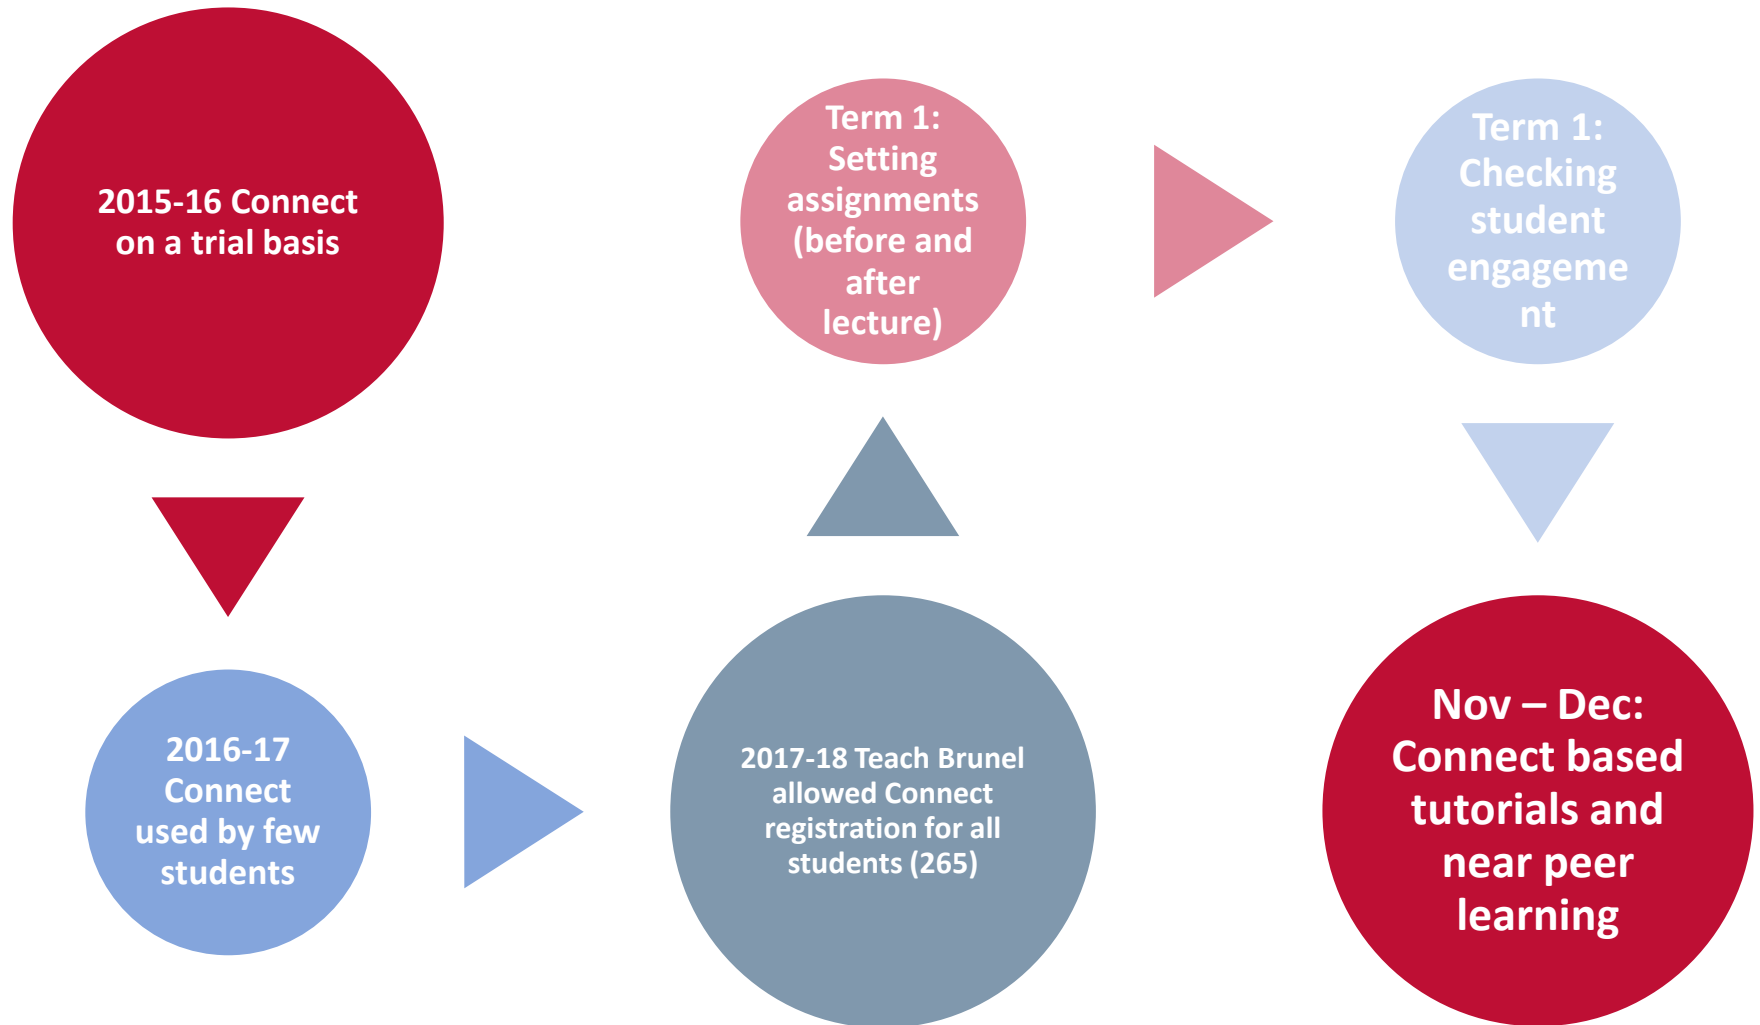 2015-16 Connect
on a trial basis
2016-17
Connect
used by few
students
2017-18 Teach Brunel
allowed Connect
registration for all
students (265)
Term 1:
Setting
assignments
(before and
after
lecture)
Term 1:
Checking
student
engageme
nt
Nov – Dec:
Connect based
tutorials and
near peer
learning